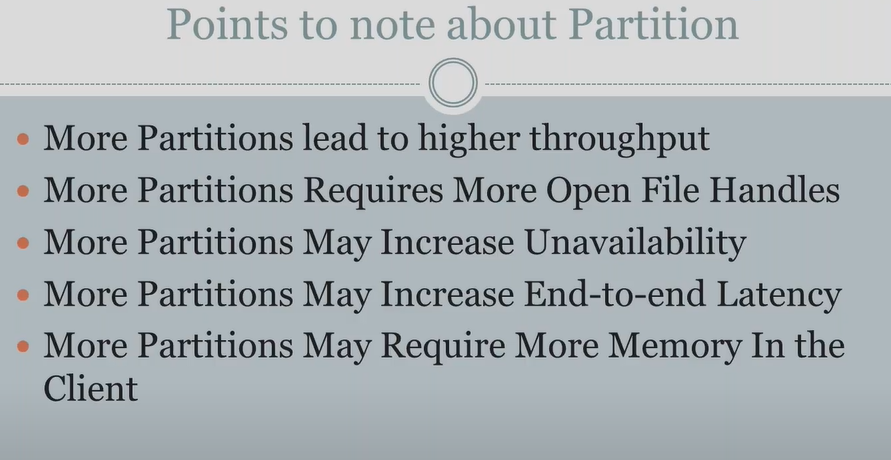 Points to note about Partition
• More Partitions lead to higher throughput
• More Partitions Requires More Open File Handles
• More Partitions May Increase Unavailability
• More Partitions May Increase End-to-end Latency
• More Partitions May Require More Memory In the
Client